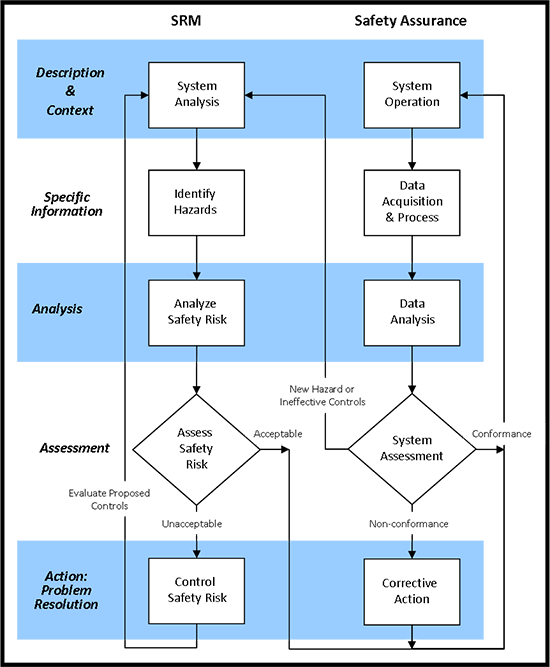 SRM
Safety Assurance
Description
&
Context
System
Analysis
System
Operation
Specific
Information
Identify
Hazards
Data
Acquisition
& Process
Analysis
Analyze
Safety Risk
Data
Analysis
New Hazard or
Ineffective Controls
Assessment
Assess
Safety
Risk
Acceptable
System
Assessment
Conformance
Evaluate Proposed
Controls
Unacceptable
Non-conformance
Action:
Problem
Resolution
Control
Safety Risk
Corrective
Action